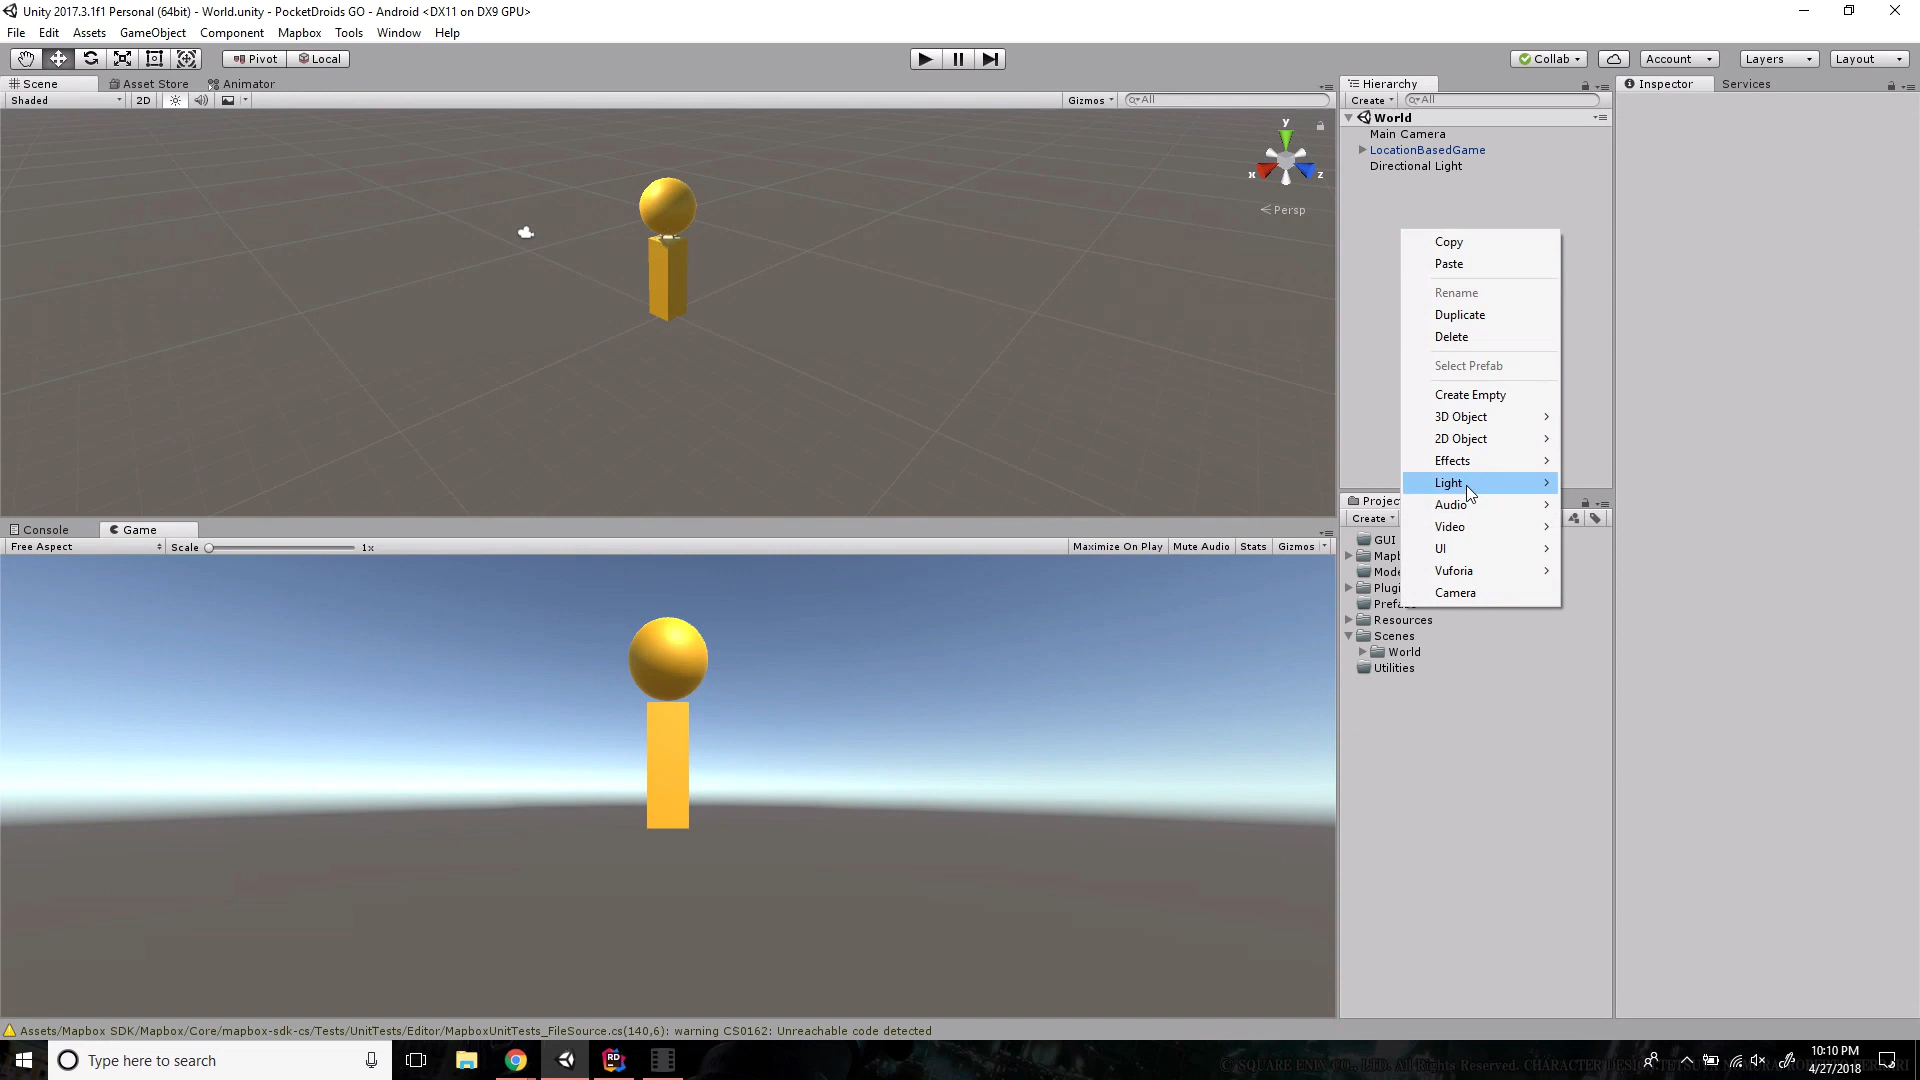 Unity 2017.3.1f1 Personal (64bit) - World.unity - PocketDroids GO - Android <DX11 on DX9 GPU>
File Edit Assets GameObject Component Mapbox Tools Window Help
Pivot Local Collab Account Layers Layout
Scene Asset Store Animator
Shaded 2D Gizmos All
y
x z
Persp
Hierarchy
Create All
World
Main Camera
LocationBasedGame
Directional Light
Inspector Services
Copy
Paste
Rename
Duplicate
Delete
Select Prefab
Create Empty
3D Object
2D Object
Effects
Light
Audio
Video
UI
Vuforia
Camera
Console Game
Free Aspect Scale 1x Maximize On Play Mute Audio Stats Gizmos
Project
Create
GUI
Mapb
Mode
Plugi
Prefa
Resources
Scenes
World
Utilities
Assets/Mapbox SDK/Mapbox/Core/mapbox-sdk-cs/Tests/UnitTests/Editor/MapboxUnitTests_FileSource.cs(140,6): warning CS0162: Unreachable code detected
Type here to search
RD
10:10 PM
4/27/2018